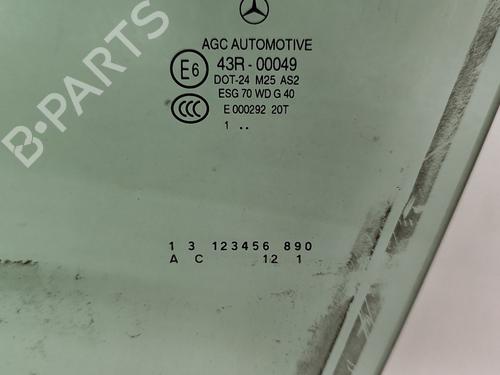 AGC AUTOMOTIVE
E6 43R - 00049
DOT-24 M25 AS2
ESG 70 WD G 40
CCC E 000292 20T
1 ..
1 3 123456 890
A C 12 1
B-PARTS